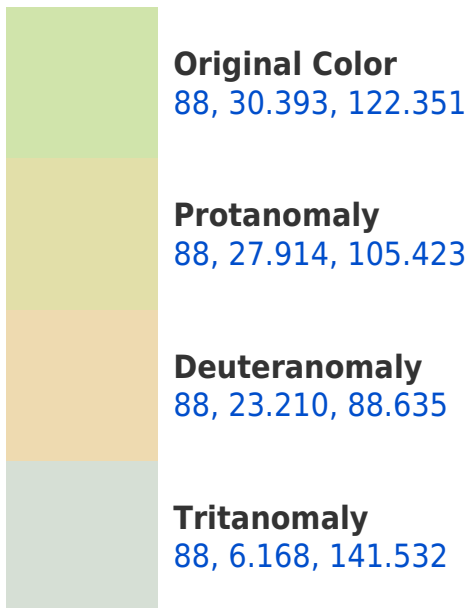 Original Color
88, 30.393, 122.351
Protanomaly
88, 27.914, 105.423
Deuteranomaly
88, 23.210, 88.635
Tritanomaly
88, 6.168, 141.532